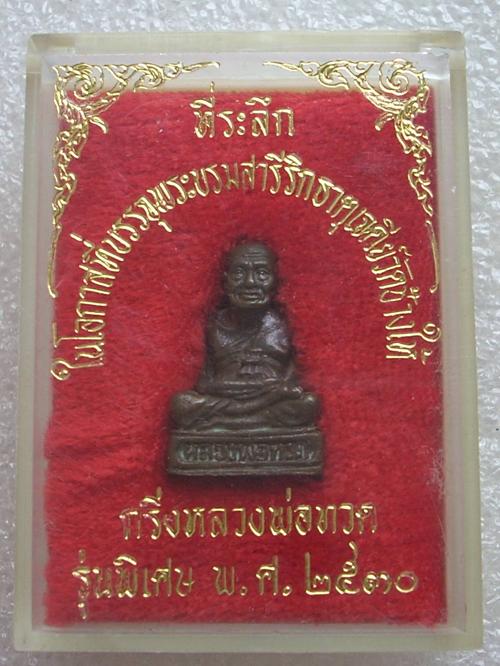 ที่ระลึก
ในโอกาสที่บรรจุพระบรมสารีริกธาตุเจดีย์วัดช้างให้
หลวงพ่อทวด
กริ่งหลวงพ่อทวด
รุ่นพิเศษ พ.ศ. ๒๕๓๐